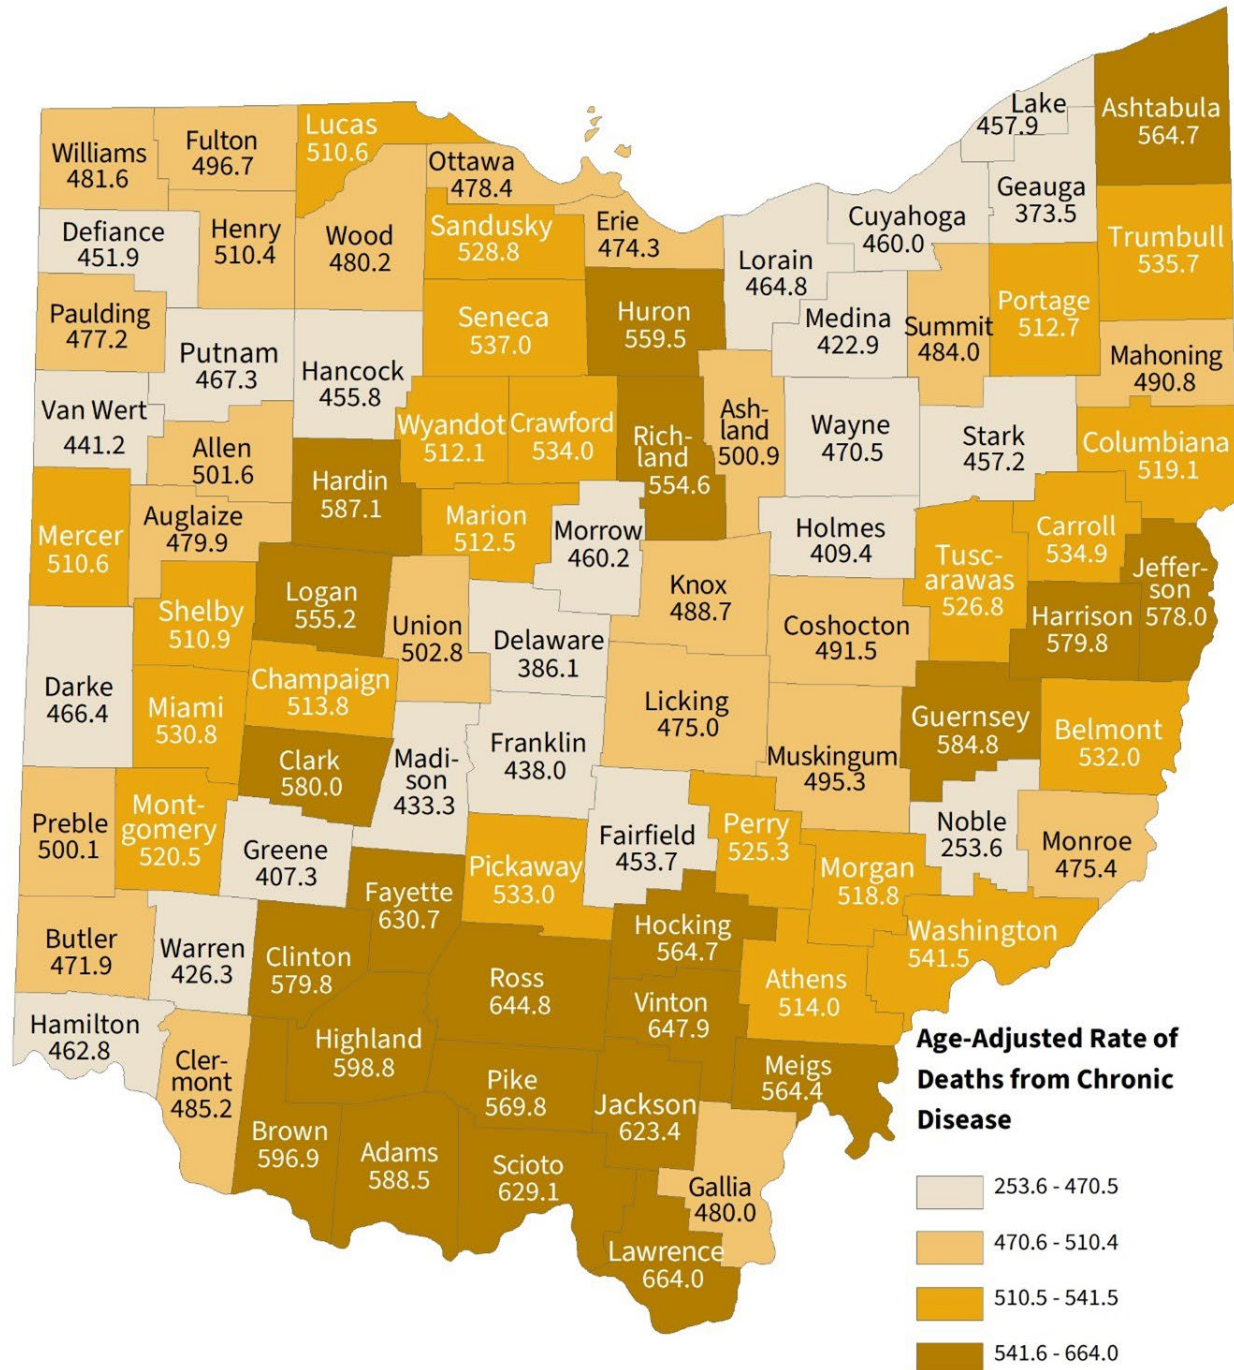 Lake
457.9
Ashtabula
564.7
Lucas
510.6
Fulton
496.7
Williams
481.6
Ottawa
478.4
Geauga
373.5
Cuyahoga
460.0
Erie
474.3
Sandusky
528.8
Henry
510.4
Wood
480.2
Defiance
451.9
Trumbull
535.7
Lorain
464.8
Portage
512.7
Paulding
477.2
Seneca
537.0
Huron
559.5
Medina
422.9
Summit
484.0
Putnam
467.3
Hancock
455.8
Mahoning
490.8
Van Wert
441.2
Wyandot
512.1
Crawford
534.0
Rich-
land
554.6
Ash-
land
500.9
Wayne
470.5
Stark
457.2
Columbiana
519.1
Allen
501.6
Hardin
587.1
Mercer
510.6
Auglaize
479.9
Marion
512.5
Morrow
460.2
Holmes
409.4
Carroll
534.9
Tusc-
arawas
526.8
Jeffer-
son
578.0
Logan
555.2
Knox
488.7
Shelby
510.9
Union
502.8
Delaware
386.1
Coshocton
491.5
Harrison
579.8
Darke
466.4
Miami
530.8
Champaign
513.8
Licking
475.0
Guernsey
584.8
Belmont
532.0
Clark
580.0
Madi-
son
433.3
Franklin
438.0
Muskingum
495.3
Preble
500.1
Mont-
gomery
520.5
Greene
407.3
Fairfield
453.7
Perry
525.3
Noble
253.6
Monroe
475.4
Fayette
630.7
Pickaway
533.0
Morgan
518.8
Washington
541.5
Butler
471.9
Warren
426.3
Clinton
579.8
Hocking
564.7
Ross
644.8
Athens
514.0
Vinton
647.9
Hamilton
462.8
Highland
598.8
Cler-
mont
485.2
Pike
569.8
Jackson
623.4
Meigs
564.4
Brown
596.9
Adams
588.5
Scioto
629.1
Gallia
480.0
Lawrence
664.0
Age-Adjusted Rate of
Deaths from Chronic
Disease
253.6 - 470.5
470.6 - 510.4
510.5 - 541.5
541.6 - 664.0